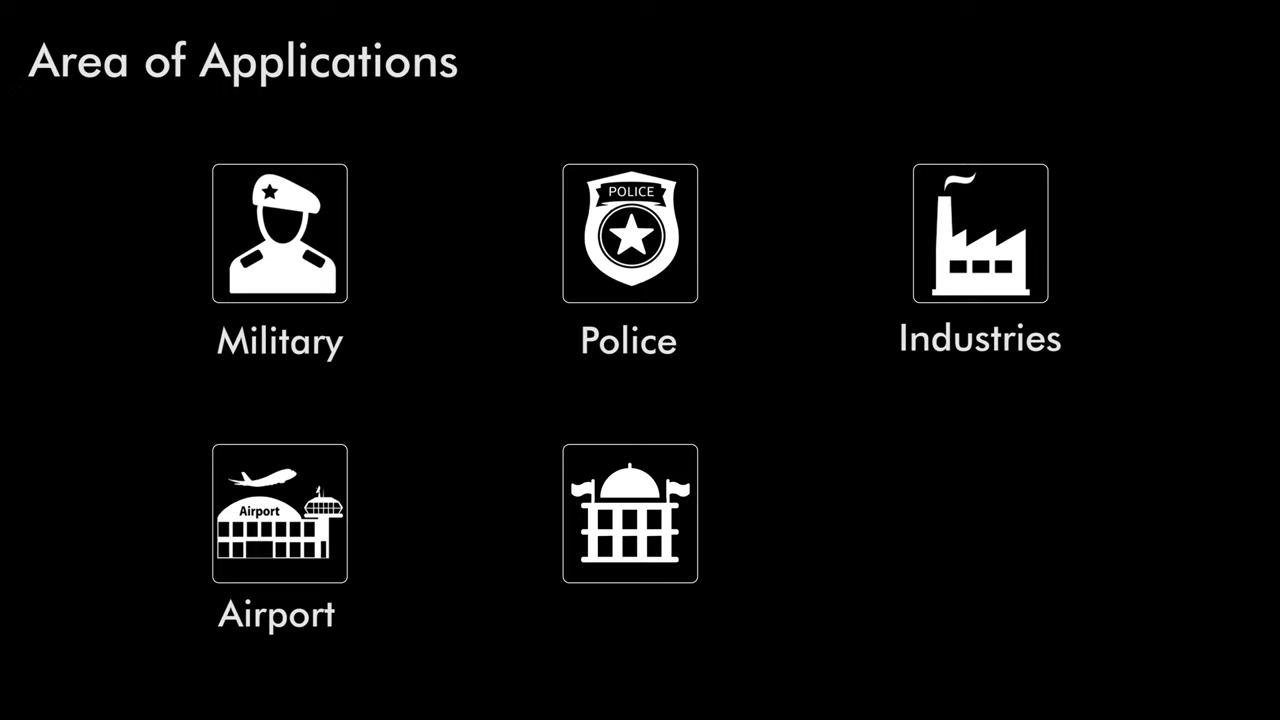 Area of Applications
POLICE
Military
Police
Industries
Airport
Airport